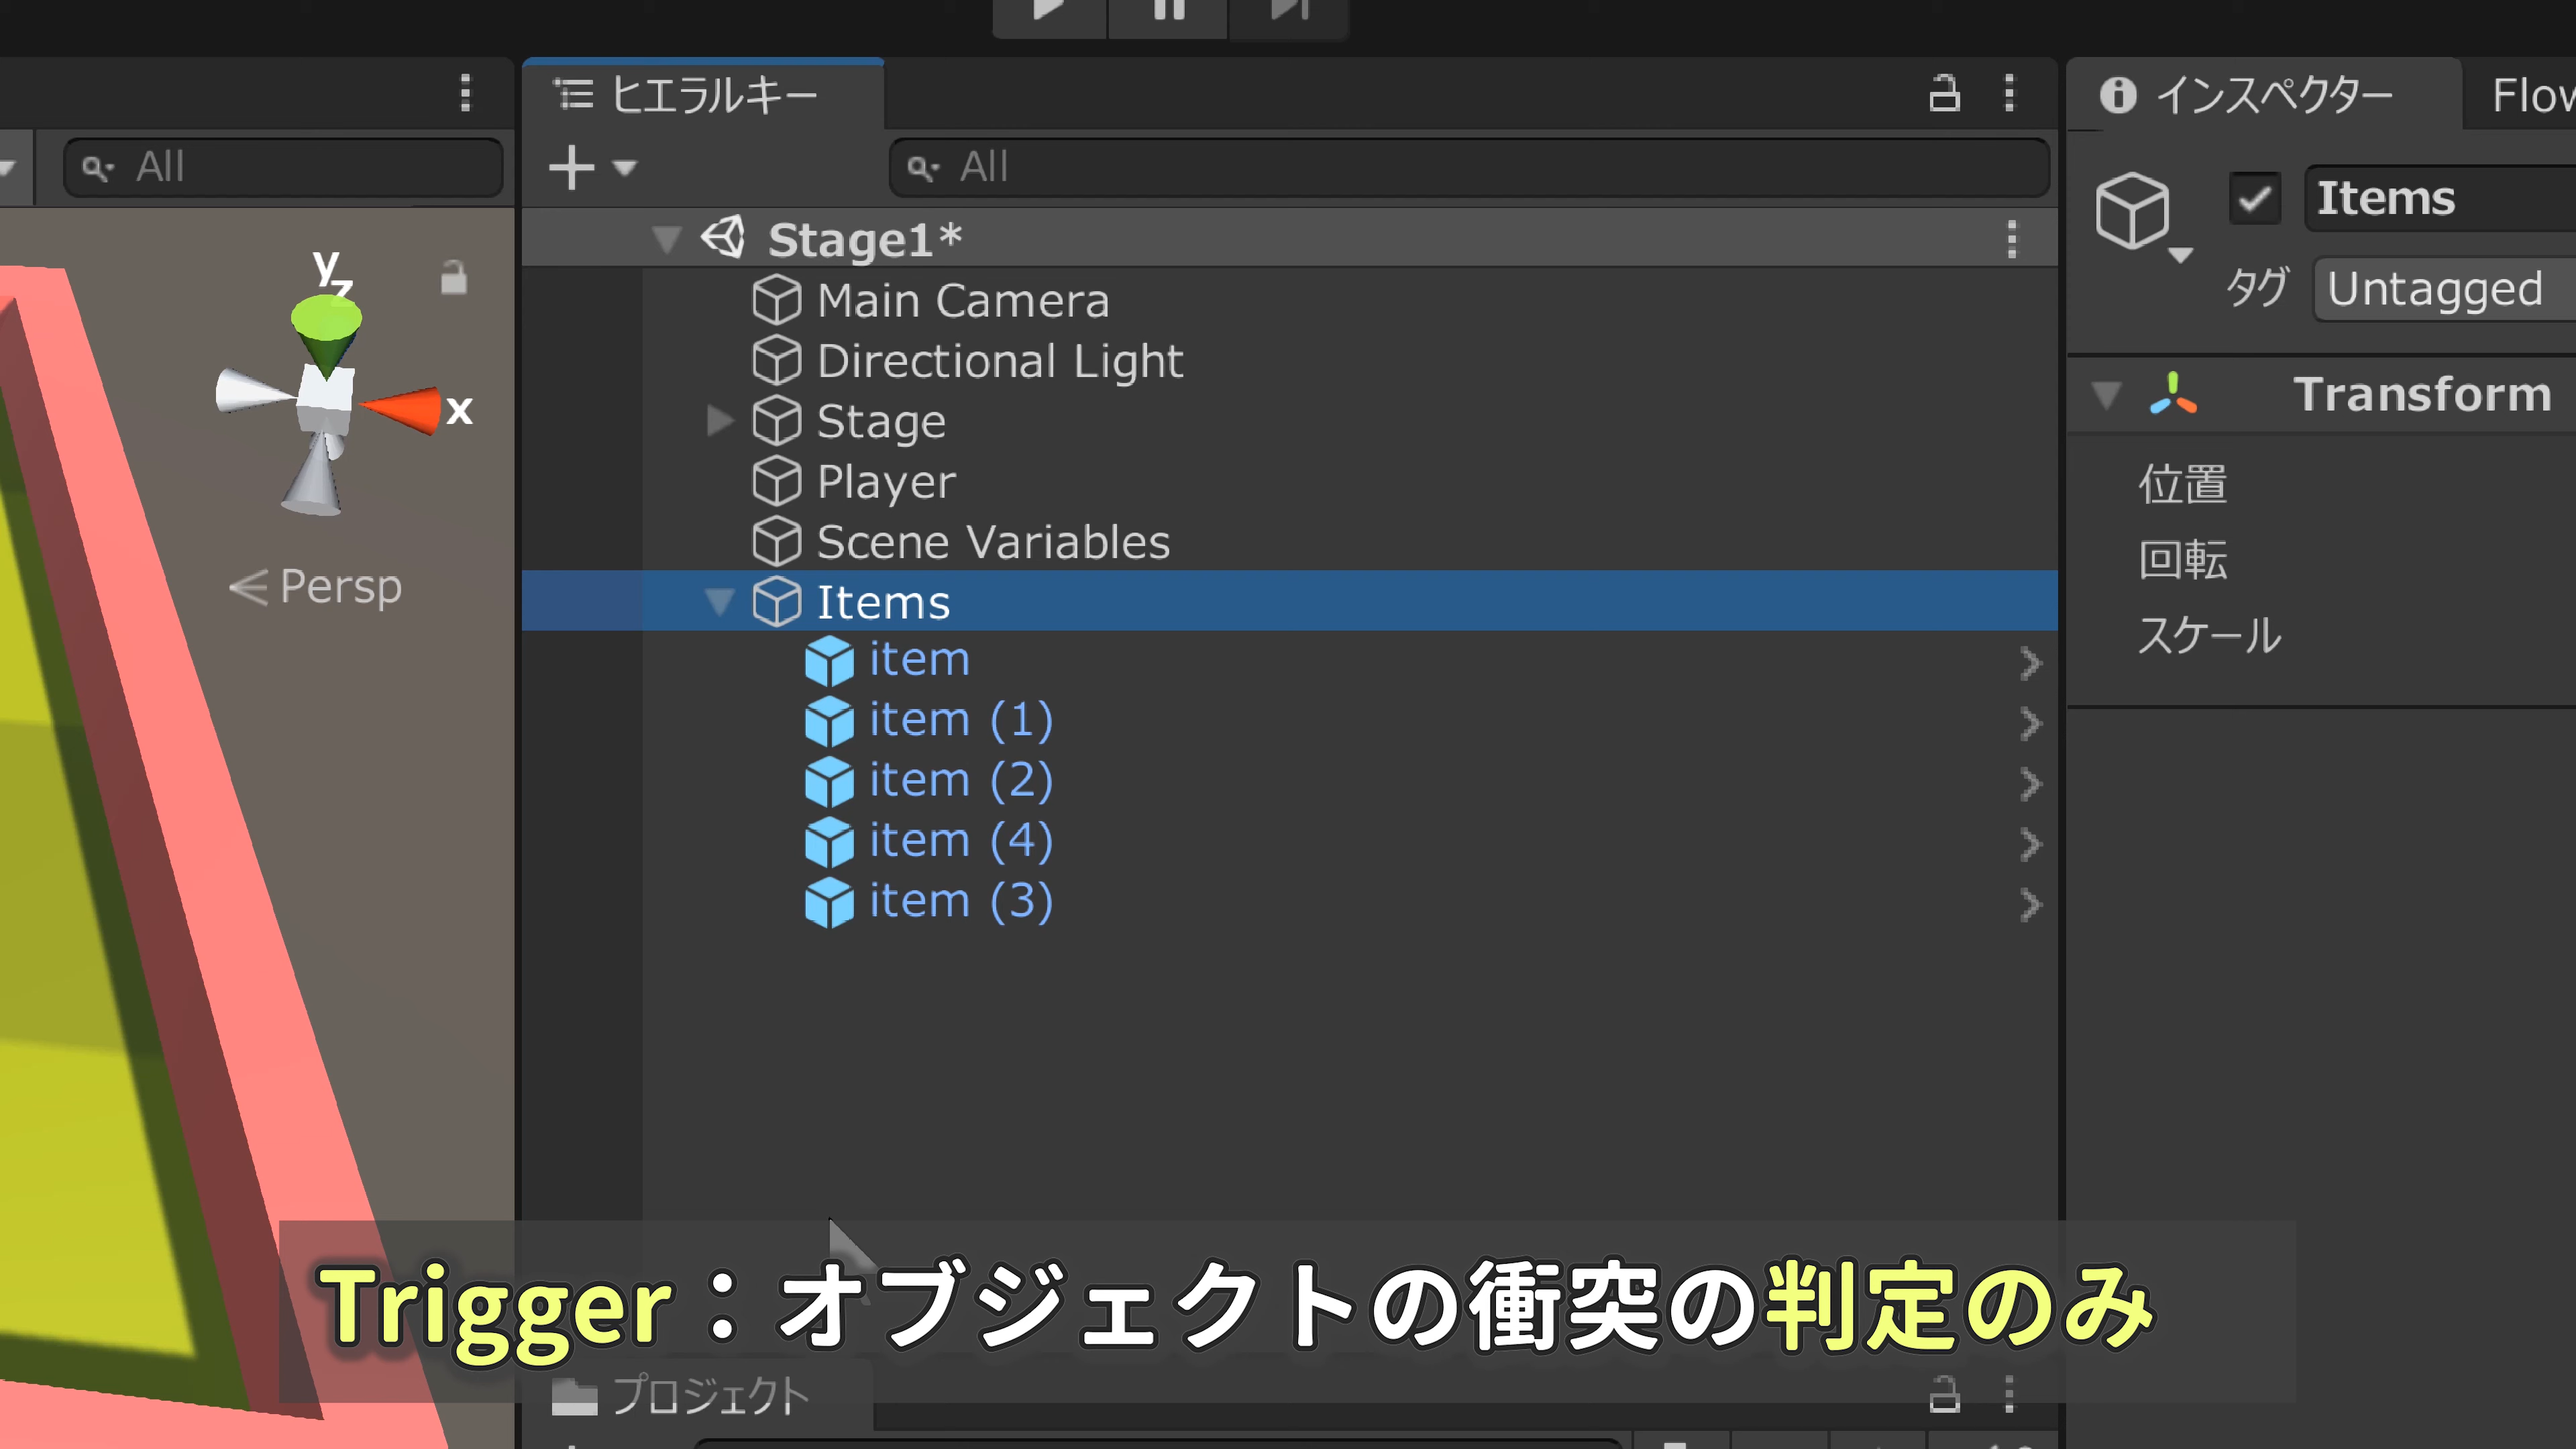 ヒエラルキー
インスペクター
Flow
All
All
Items
タグ
Untagged
Stage1*
Main Camera
Directional Light
Stage
Player
Scene Variables
Items
item
item (1)
item (2)
item (4)
item (3)
y
z
x
Persp
Transform
位置
回転
スケール
Trigger：オブジェクトの衝突の判定のみ
プロジェクト